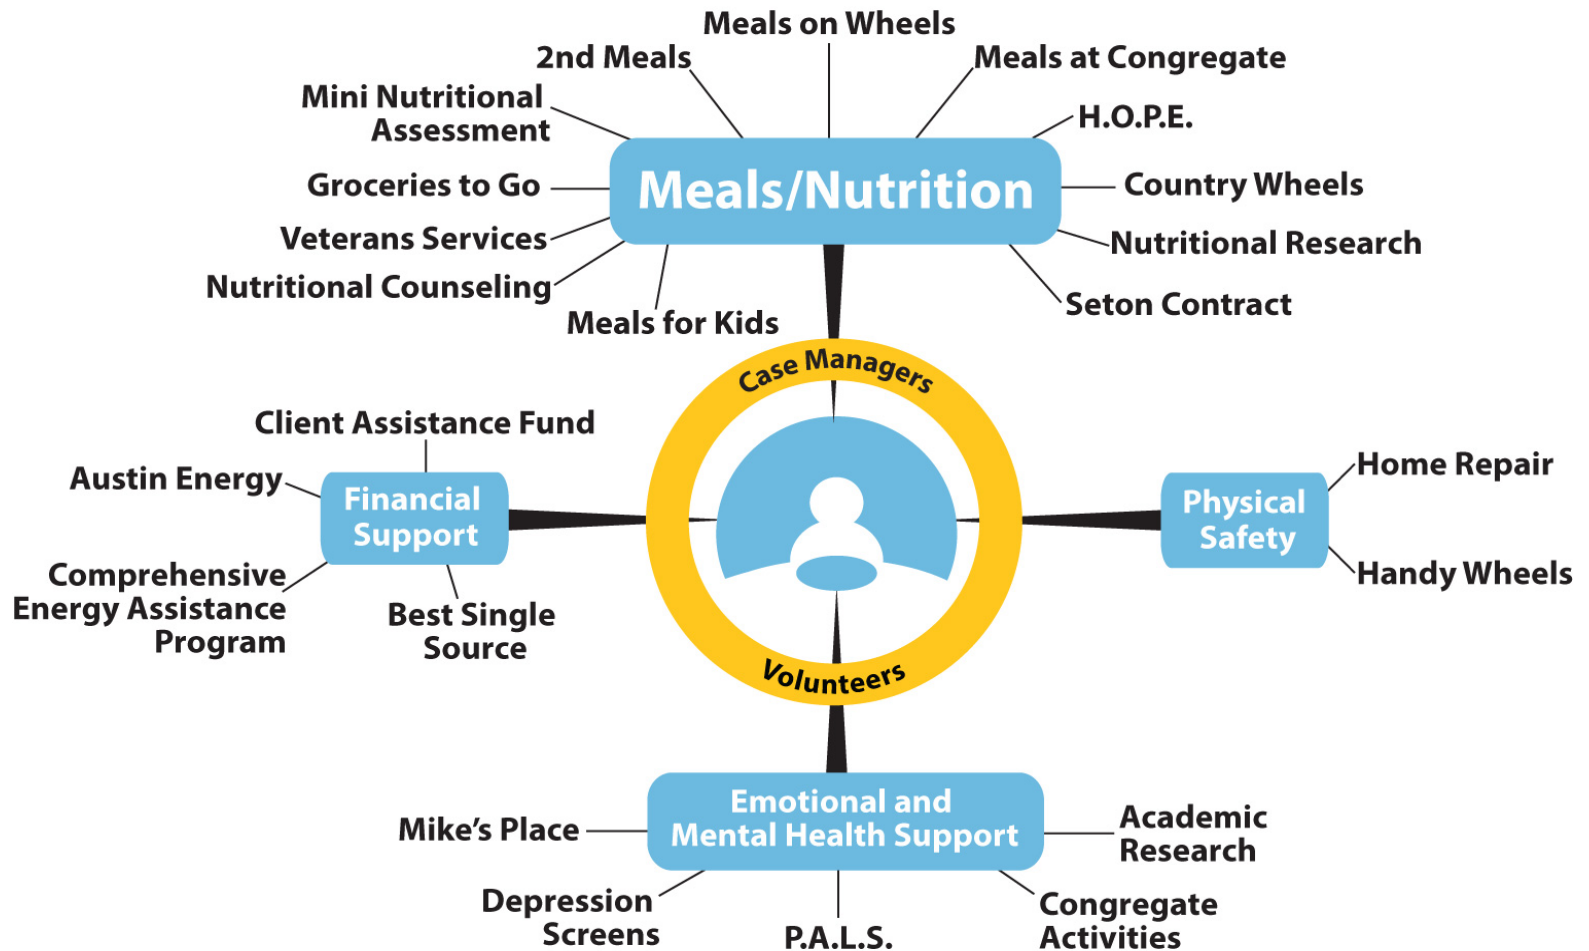 Meals on Wheels
2nd Meals
Meals at Congregate
Mini Nutritional
Assessment
H.O.P.E.
Meals/Nutrition
Groceries to Go
Country Wheels
Veterans Services
Nutritional Research
Nutritional Counseling
Seton Contract
Meals for Kids
Case Managers
Client Assistance Fund
Austin Energy
Financial
Support
Comprehensive
Energy Assistance
Program
Best Single
Source
Physical
Safety
Home Repair
Handy Wheels
Volunteers
Emotional and
Mental Health Support
Mike's Place
Academic
Research
Depression
Screens
P.A.L.S.
Congregate
Activities